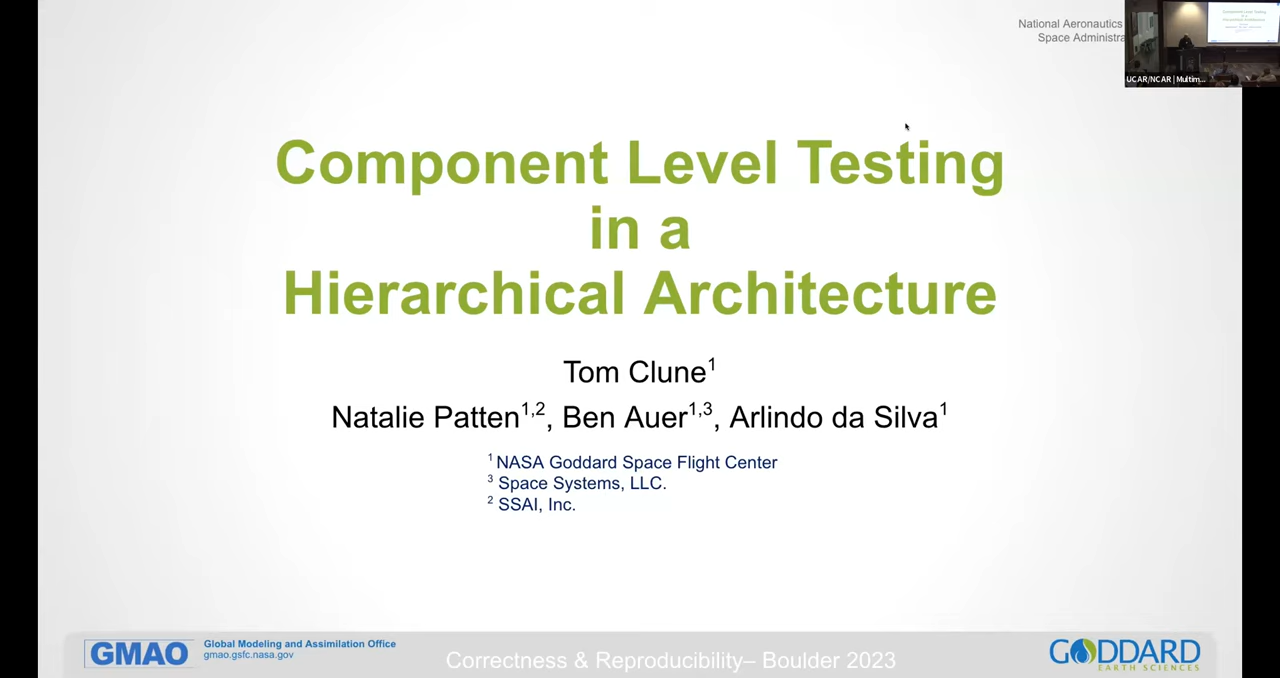 National Aeronautics
Space Administra
UCAR/NCAR | Multim...
Component Level Testing
in a
Hierarchical Architecture
Tom Clune1
Natalie Patten1,2, Ben Auer1,3, Arlindo da Silva1
1 NASA Goddard Space Flight Center
3 Space Systems, LLC.
2 SSAI, Inc.
GMAO
Global Modeling and Assimilation Office
gmao.gsfc.nasa.gov
Correctness & Reproducibility– Boulder 2023
GODDARD
EARTH SCIENCES